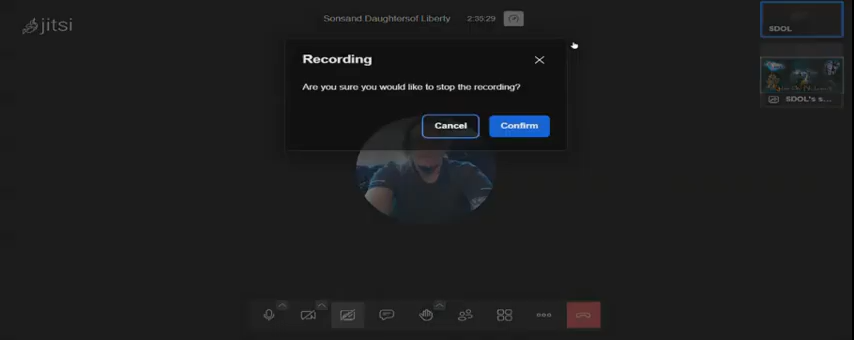 jitsi
Sonsand Daughtersof Liberty 2:35:29
SDOL
Recording
Are you sure you would like to stop the recording?
SDOL's s...
Cancel Confirm